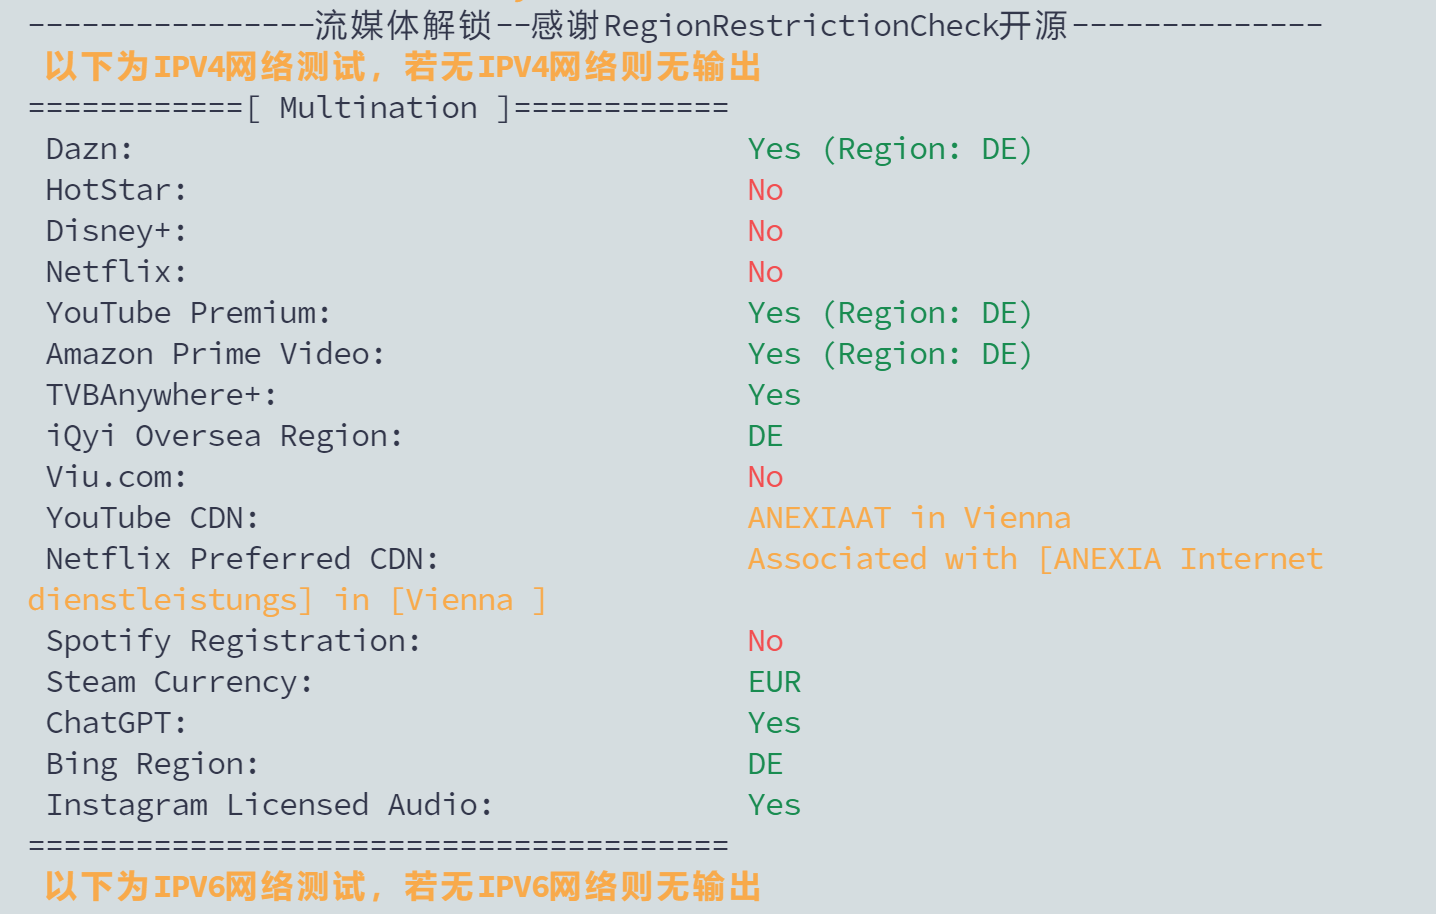 ----------------流媒体解锁--感谢RegionRestrictionCheck开源--------------
以下为IPV4网络测试，若无IPV4网络则无输出
============[ Multination ]============
Dazn: Yes (Region: DE)
HotStar: No
Disney+: No
Netflix: No
YouTube Premium: Yes (Region: DE)
Amazon Prime Video: Yes (Region: DE)
TVBAnywhere+: Yes
iQyi Oversea Region: DE
Viu.com: No
YouTube CDN: ANEXIAAT in Vienna
Netflix Preferred CDN: Associated with [ANEXIA Internet
dienstleistungs] in [Vienna ]
Spotify Registration: No
Steam Currency: EUR
ChatGPT: Yes
Bing Region: DE
Instagram Licensed Audio: Yes
=======================================
以下为IPV6网络测试，若无IPV6网络则无输出